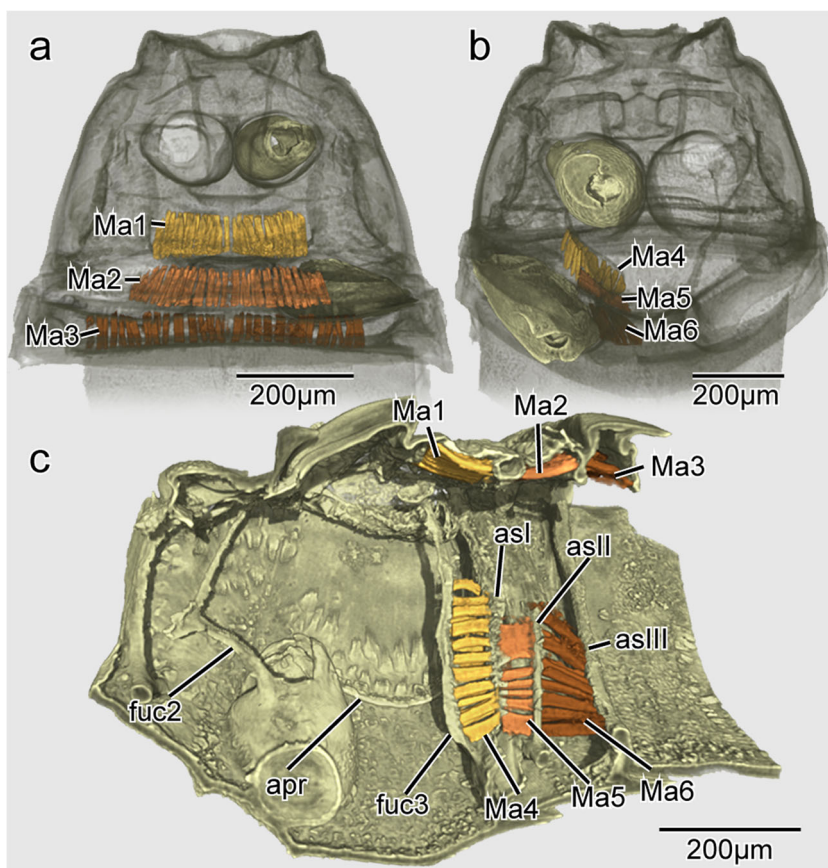 a
Ma1
Ma2
Ma3
200μm
b
Ma4
Ma5
Ma6
200μm
c
Ma1
Ma2
Ma3
asI
asII
asIII
fuc2
apr
fuc3
Ma4
Ma5
Ma6
200μm